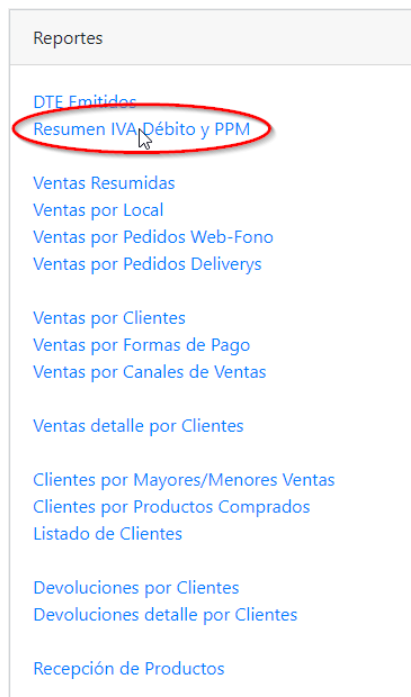 Reportes
DTE Emitidos
Resumen IVA Débito y PPM
Ventas Resumidas
Ventas por Local
Ventas por Pedidos Web-Fono
Ventas por Pedidos Deliverys
Ventas por Clientes
Ventas por Formas de Pago
Ventas por Canales de Ventas
Ventas detalle por Clientes
Clientes por Mayores/Menores Ventas
Clientes por Productos Comprados
Listado de Clientes
Devoluciones por Clientes
Devoluciones detalle por Clientes
Recepción de Productos